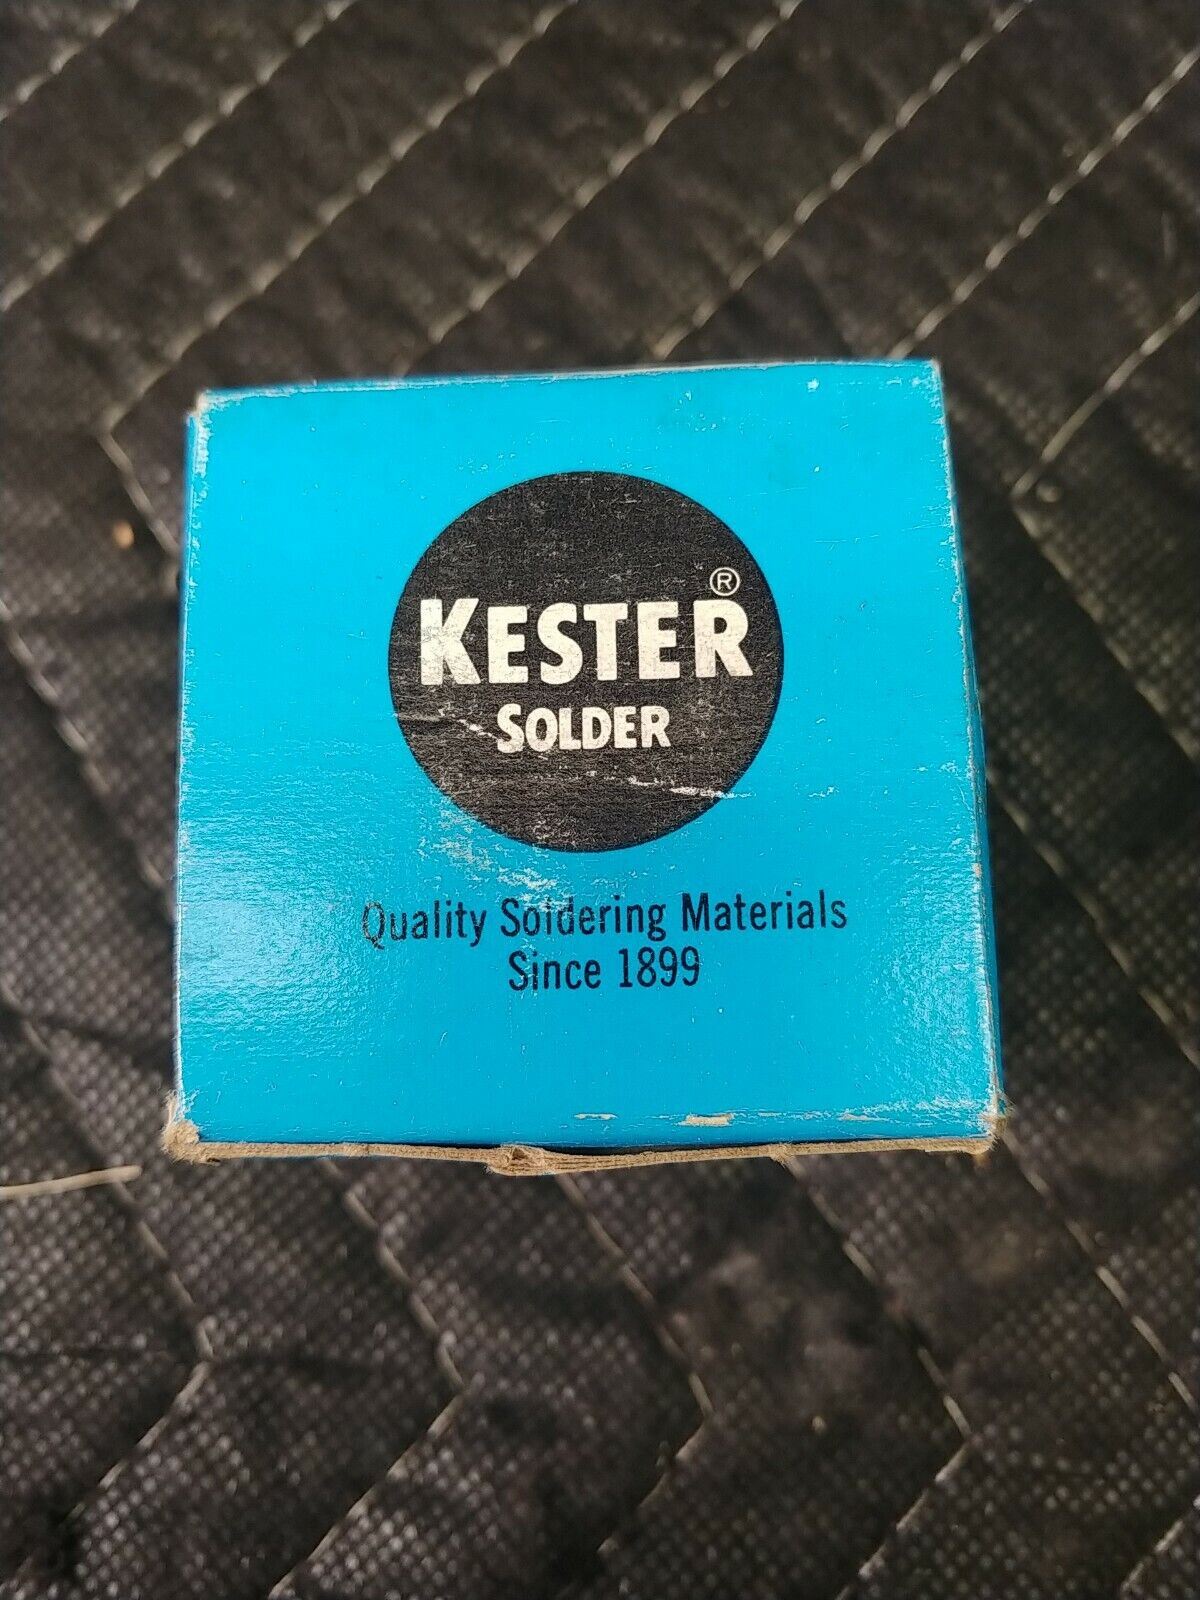 KESTER®
SOLDER
Quality Soldering Materials
Since 1899